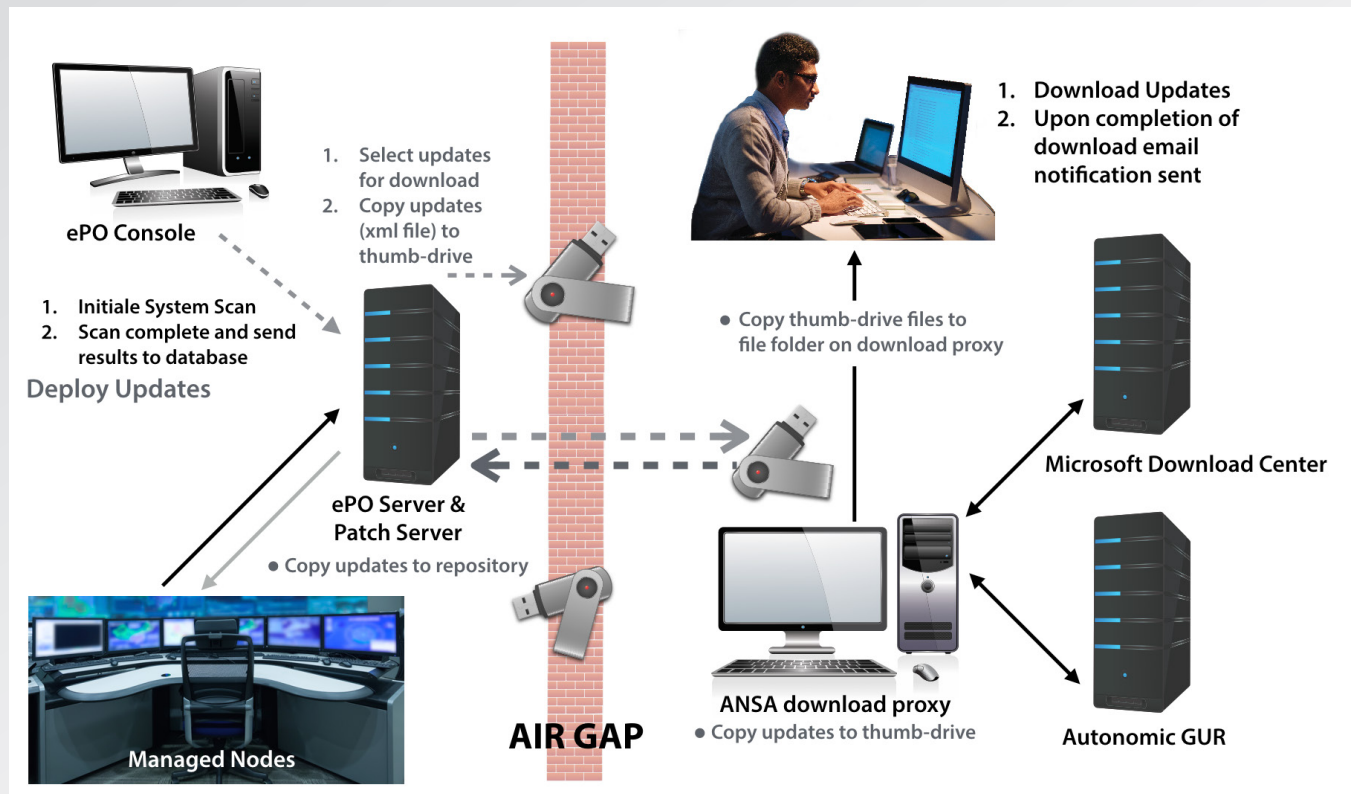 1. Select updates
for download
2. Copy updates
(xml file) to
thumb-drive
ePO Console
1. Initiale System Scan
2. Scan complete and send
results to database
Deploy Updates
ePO Server &
Patch Server
● Copy updates to repository
Managed Nodes
AIR GAP
1. Download Updates
2. Upon completion of
download email
notification sent
● Copy thumb-drive files to
file folder on download proxy
Microsoft Download Center
ANSA download proxy
● Copy updates to thumb-drive
Autonomic GUR